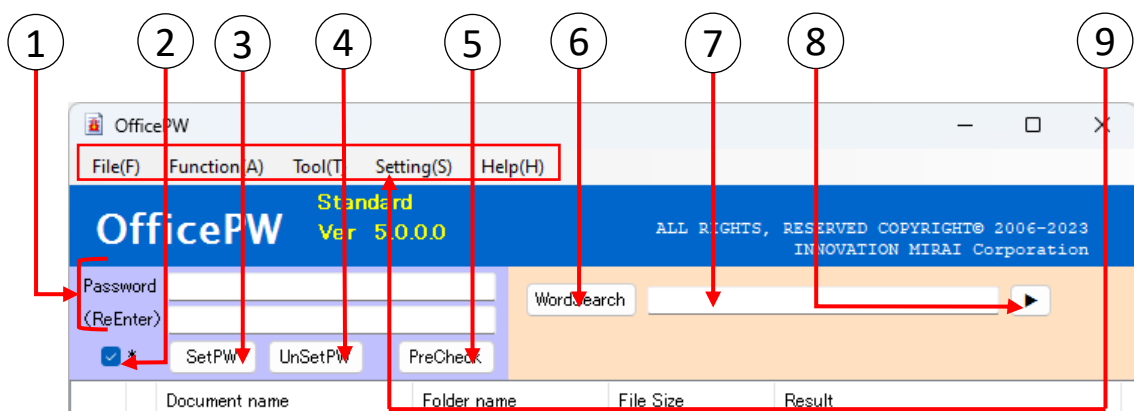 1 2 3 4 5 6 7 8 9
OfficePW
File(F) Function(A) Tool(T) Setting(S) Help(H)
OfficePW
Standard
Ver 5.0.0.0
ALL RIGHTS, RESERVED COPYRIGHT© 2006-2023
INNOVATION MIRAI Corporation
Password
(ReEnter)
WordSearch
* SetPW UnSetPW PreCheck
Document name Folder name File Size Result